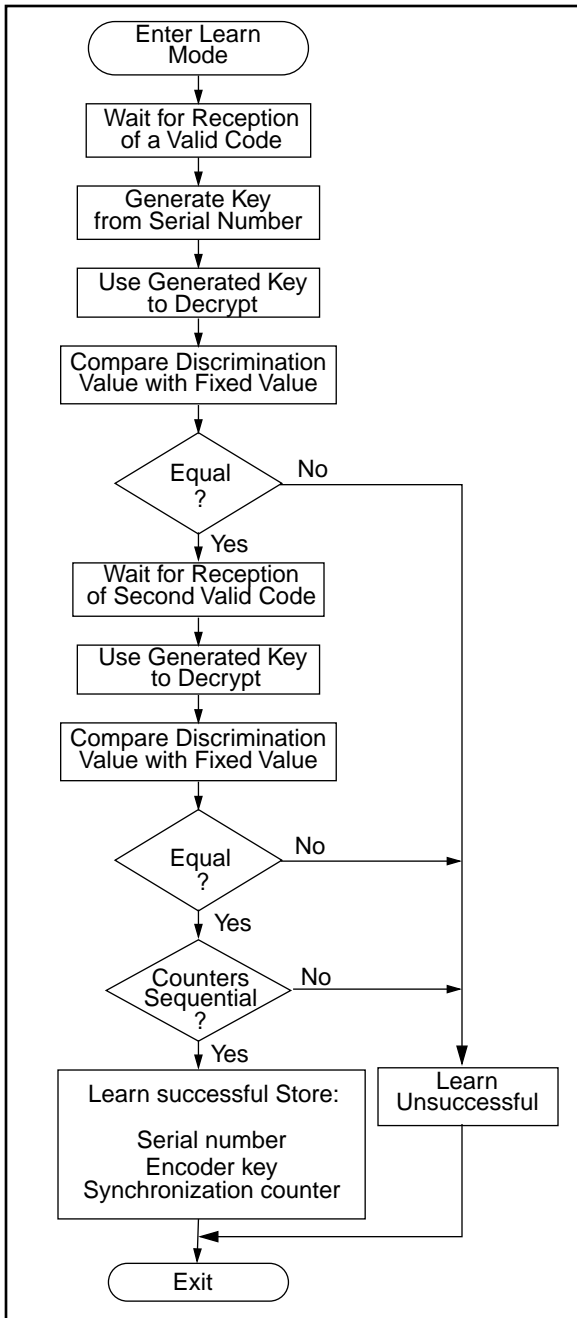 Enter Learn
Mode
Wait for Reception
of a Valid Code
Generate Key
from Serial Number
Use Generated Key
to Decrypt
Compare Discrimination
Value with Fixed Value
Equal
?
No
Yes
Wait for Reception
of Second Valid Code
Use Generated Key
to Decrypt
Compare Discrimination
Value with Fixed Value
Equal
?
No
Yes
Counters
Sequential
?
No
Yes
Learn successful Store:
Serial number
Encoder key
Synchronization counter
Learn
Unsuccessful
Exit